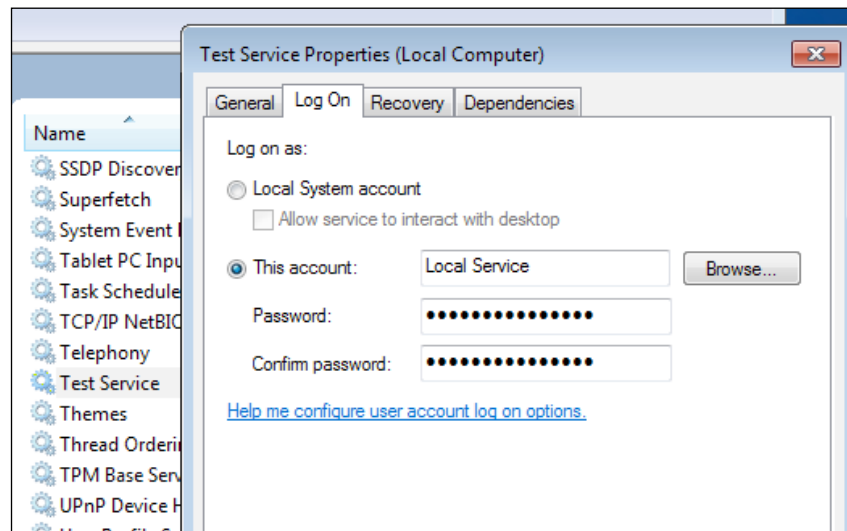 Test Service Properties (Local Computer)
General Log On Recovery Dependencies
Name
Log on as:
SSDP Discover
Local System account
Superfetch
Allow service to interact with desktop
System Event
Tablet PC Inpu
This account: Local Service Browse...
Task Schedule
TCP/IP NetBIO
Password: •••••••••••••••
Telephony
Confirm password: •••••••••••••••
Test Service
Help me configure user account log on options.
Themes
Thread Orderi
TPM Base Serv
UPnP Device H